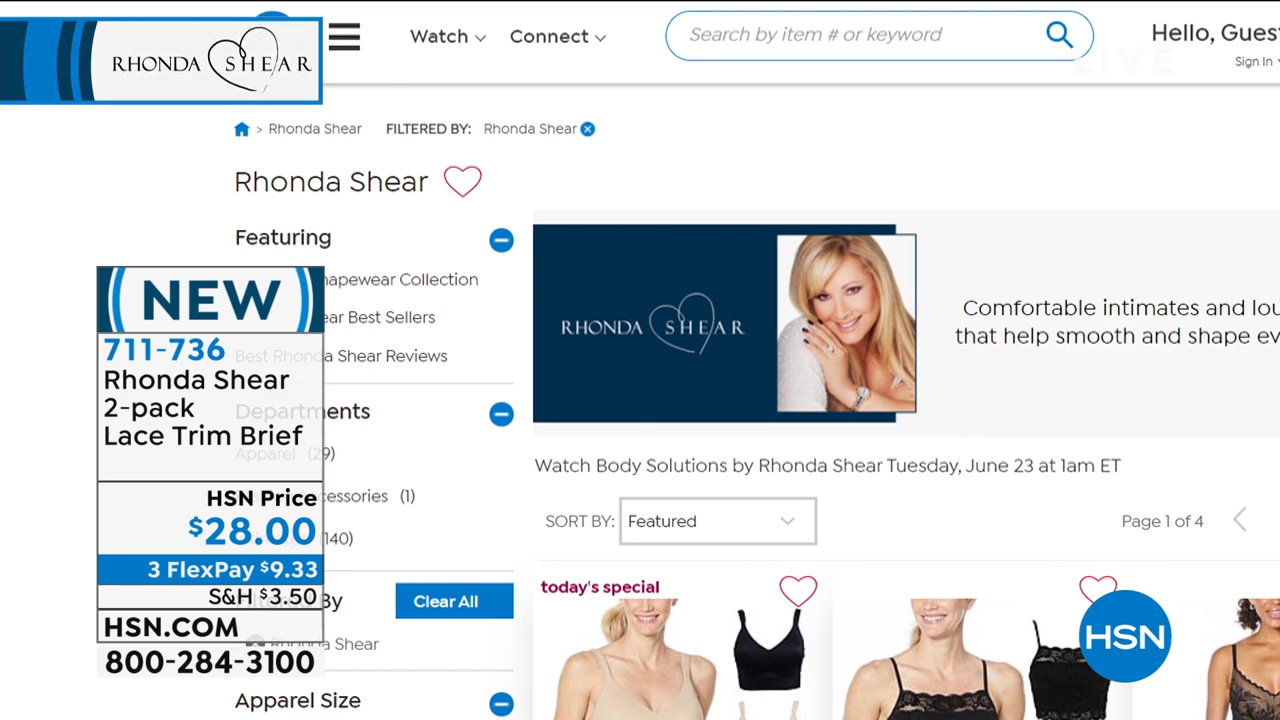 RHONDA SHEAR
Watch
Connect
Search by item # or keyword
Hello, Guest
LIVE
Sign In
> Rhonda Shear
FILTERED BY:
Rhonda Shear
Rhonda Shear
Featuring
hapewear Collection
ear Best Sellers
Best Rhonda Shear Reviews
Departments
Apparel (29)
cessories (1)
(140)
By
Clear All
Rhonda Shear
Apparel Size
NEW
711-736
Rhonda Shear
2-pack
Lace Trim Brief
HSN Price
$28.00
3 FlexPay $9.33
S&H $3.50
HSN.COM
800-284-3100
RHONDA SHEAR
Comfortable intimates and lou
that help smooth and shape ev
Watch Body Solutions by Rhonda Shear Tuesday, June 23 at 1am ET
SORT BY:
Featured
Page 1 of 4
today's special
HSN